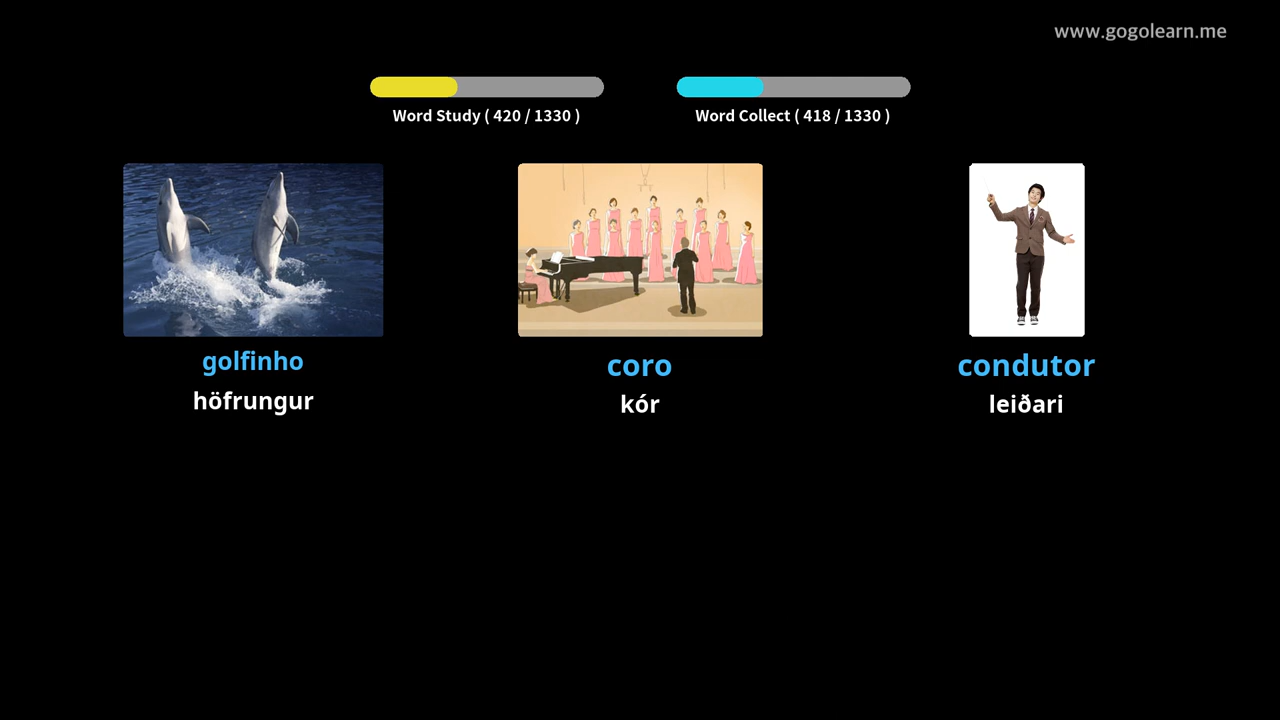 www.gogolearn.me
Word Study ( 420 / 1330 )
Word Collect ( 418 / 1330 )
golfinho
höfrungur
coro
kór
condutor
leiðari